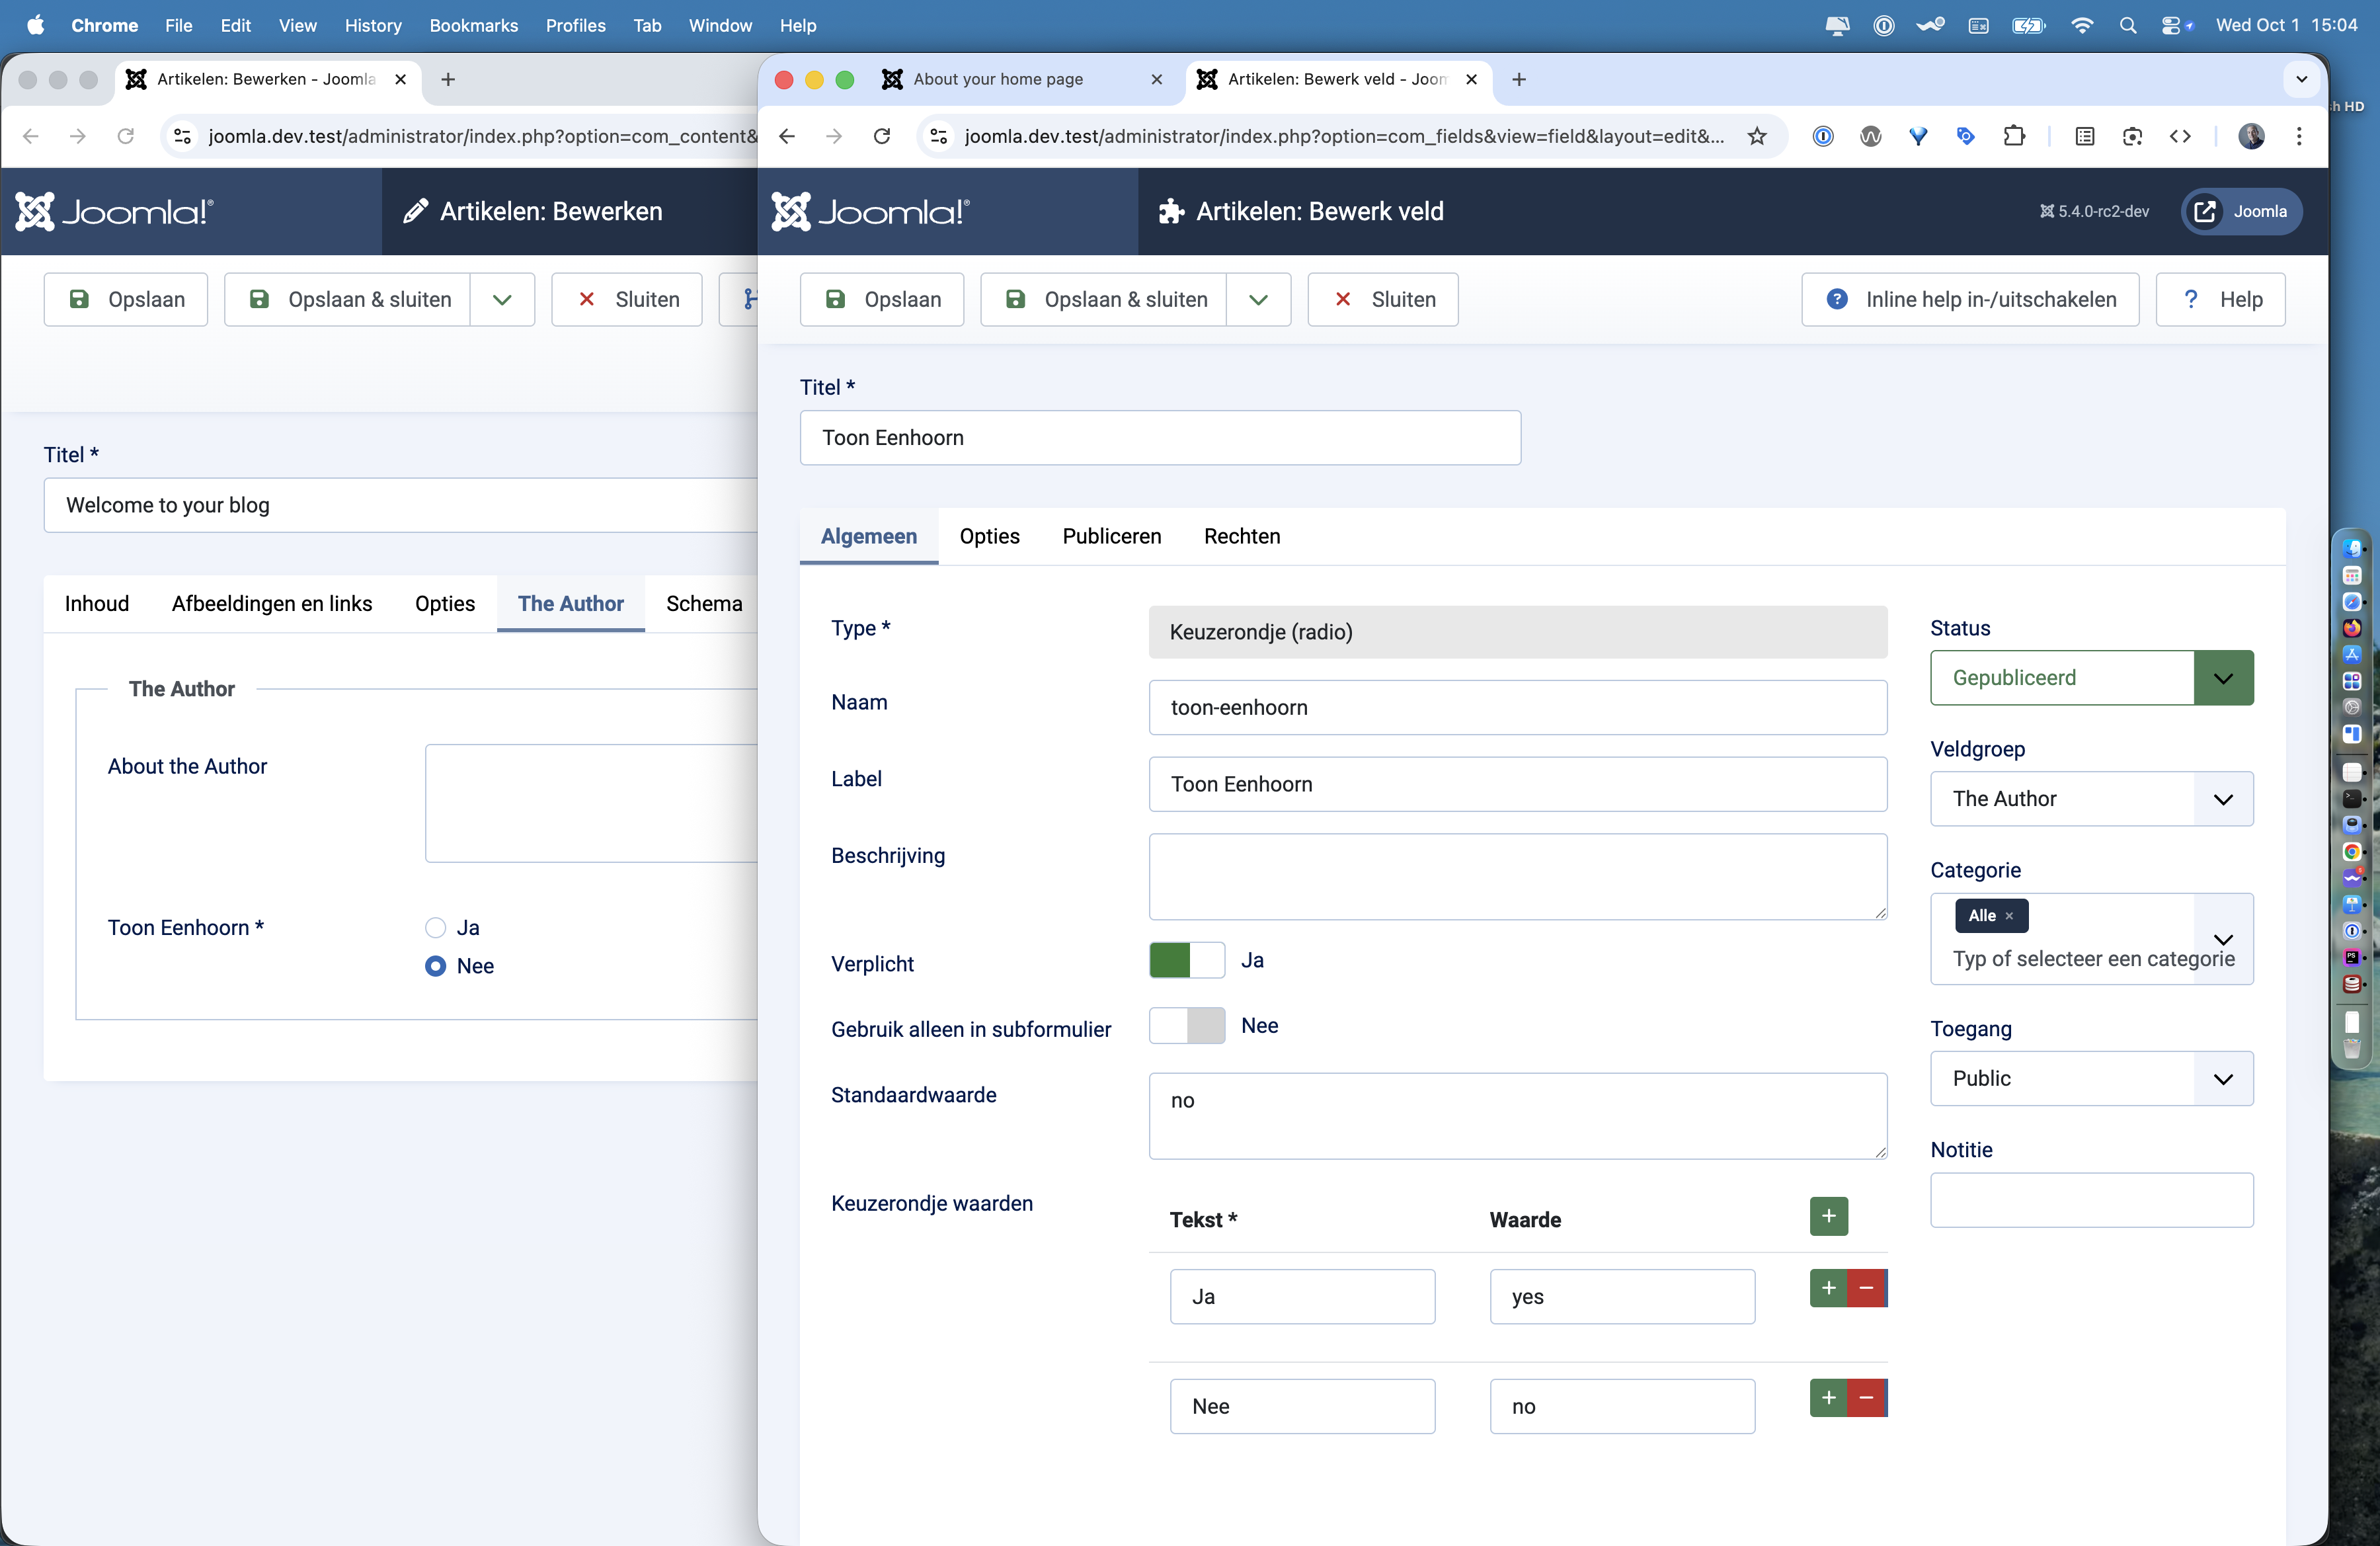 Chrome File Edit View History Bookmarks Profiles Tab Window Help Wed Oct 1 15:04
sh HD
Artikelen: Bewerken - Joomla
joomla.dev.test/administrator/index.php?option=com_content&
Joomla!
Artikelen: Bewerken
Opslaan
Opslaan & sluiten
Sluiten
Titel *
Welcome to your blog
Inhoud
Afbeeldingen en links
Opties
The Author
Schema
The Author
About the Author
Toon Eenhoorn *
Ja
Nee
About your home page
Artikelen: Bewerk veld - Joom
joomla.dev.test/administrator/index.php?option=com_fields&view=field&layout=edit&...
Joomla!
Artikelen: Bewerk veld
5.4.0-rc2-dev
Joomla
Opslaan
Opslaan & sluiten
Sluiten
Inline help in-/uitschakelen
? Help
Titel *
Toon Eenhoorn
Algemeen
Opties
Publiceren
Rechten
Type *
Keuzerondje (radio)
Naam
toon-eenhoorn
Label
Toon Eenhoorn
Beschrijving
Verplicht
Ja
Gebruik alleen in subformulier
Nee
Standaardwaarde
no
Keuzerondje waarden
Tekst *
Waarde
Ja
yes
Nee
no
Status
Gepubliceerd
Veldgroep
The Author
Categorie
Alle
Typ of selecteer een categorie
Toegang
Public
Notitie